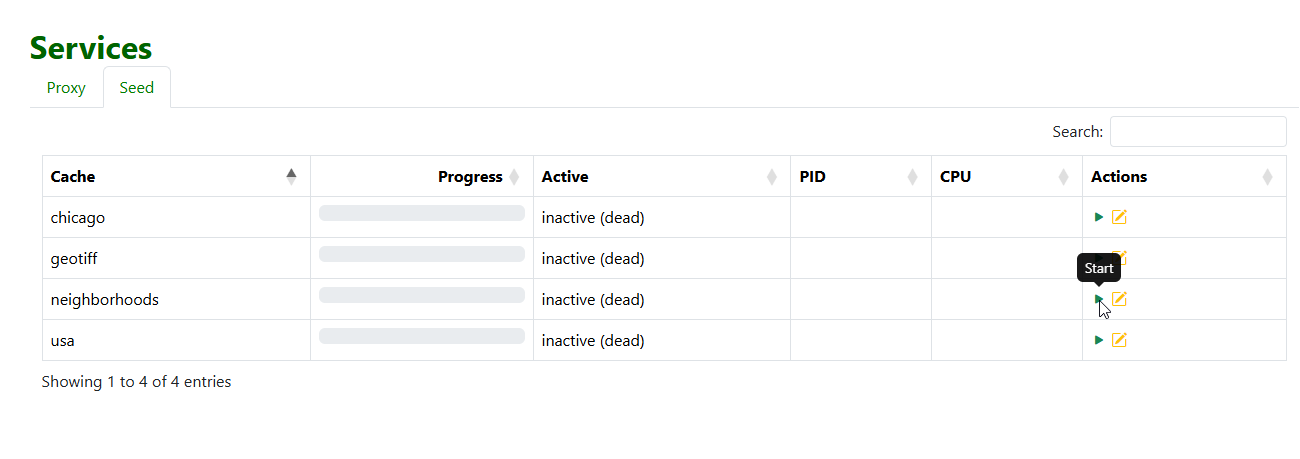 Services
Proxy Seed
Search:
Cache Progress Active PID CPU Actions
chicago inactive (dead)
geotiff inactive (dead)
Start
neighborhoods inactive (dead)
usa inactive (dead)
Showing 1 to 4 of 4 entries